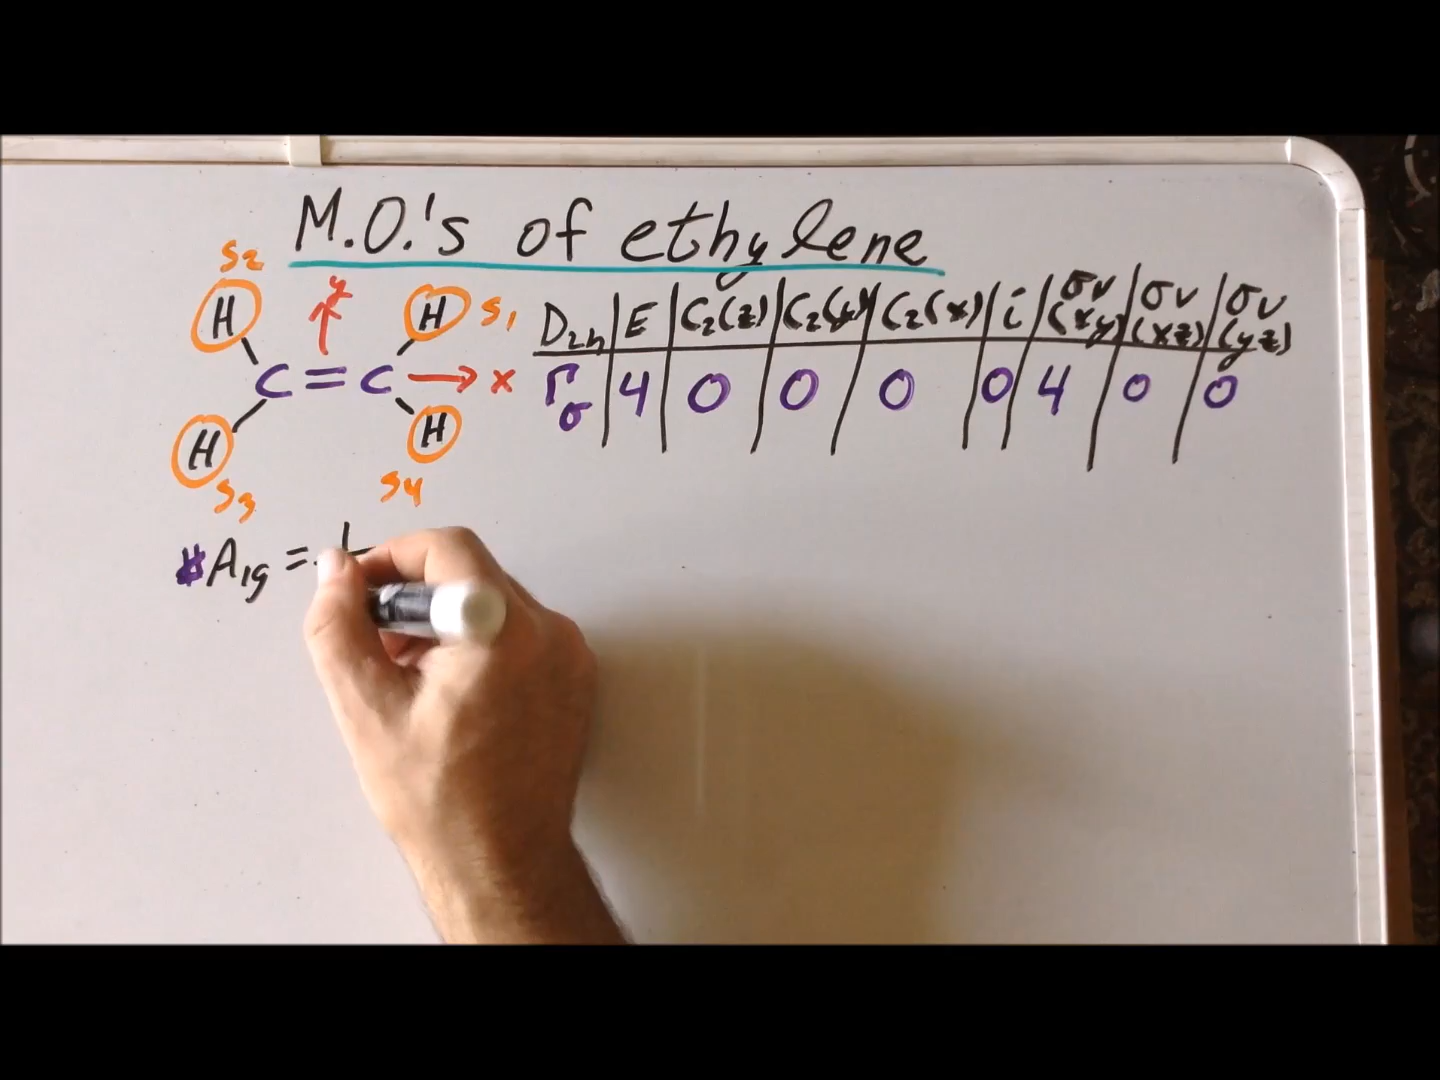 M.O.'s of ethylene
S2
H
y
H S1
C = C → x
H
H
S3
S4
D2h E C2(z) C2(y) C2(x) i σv(xy) σv(xz) σv(yz)
Γσ 4 0 0 0 0 4 0 0
#A1g =